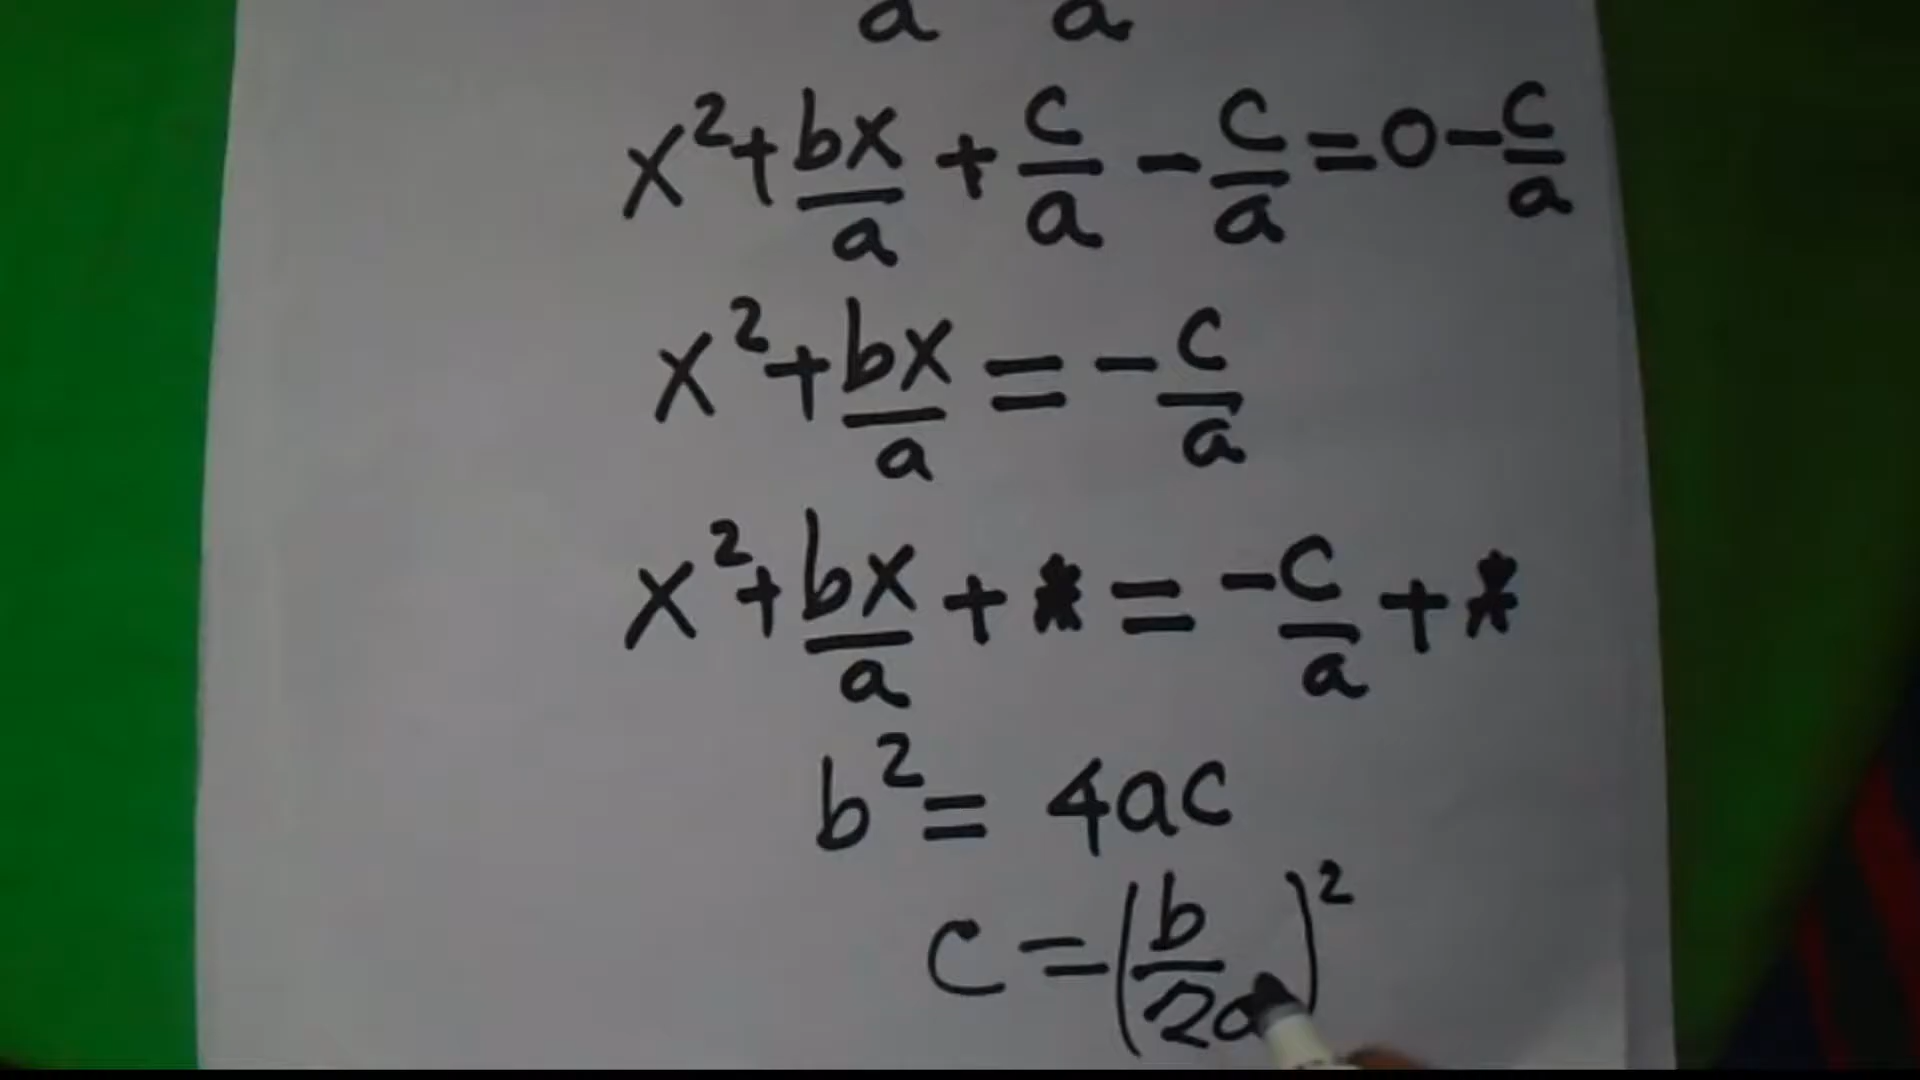 a a
x²+bx/a + c/a - c/a = 0 - c/a
x²+bx/a = -c/a
x²+bx/a + * = -c/a + *
b² = 4ac
c = (b/2a)²